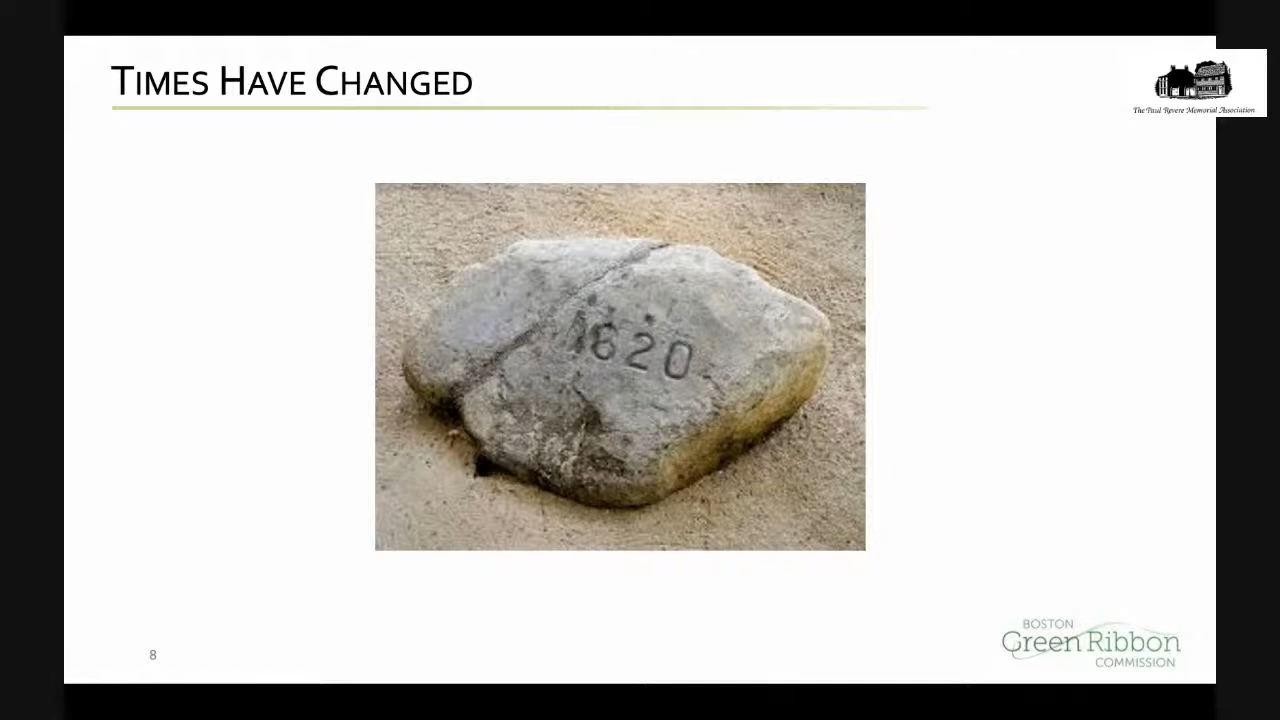 TIMES HAVE CHANGED
The Paul Revere Memorial Association
1620
8
BOSTON
Green Ribbon
COMMISSION